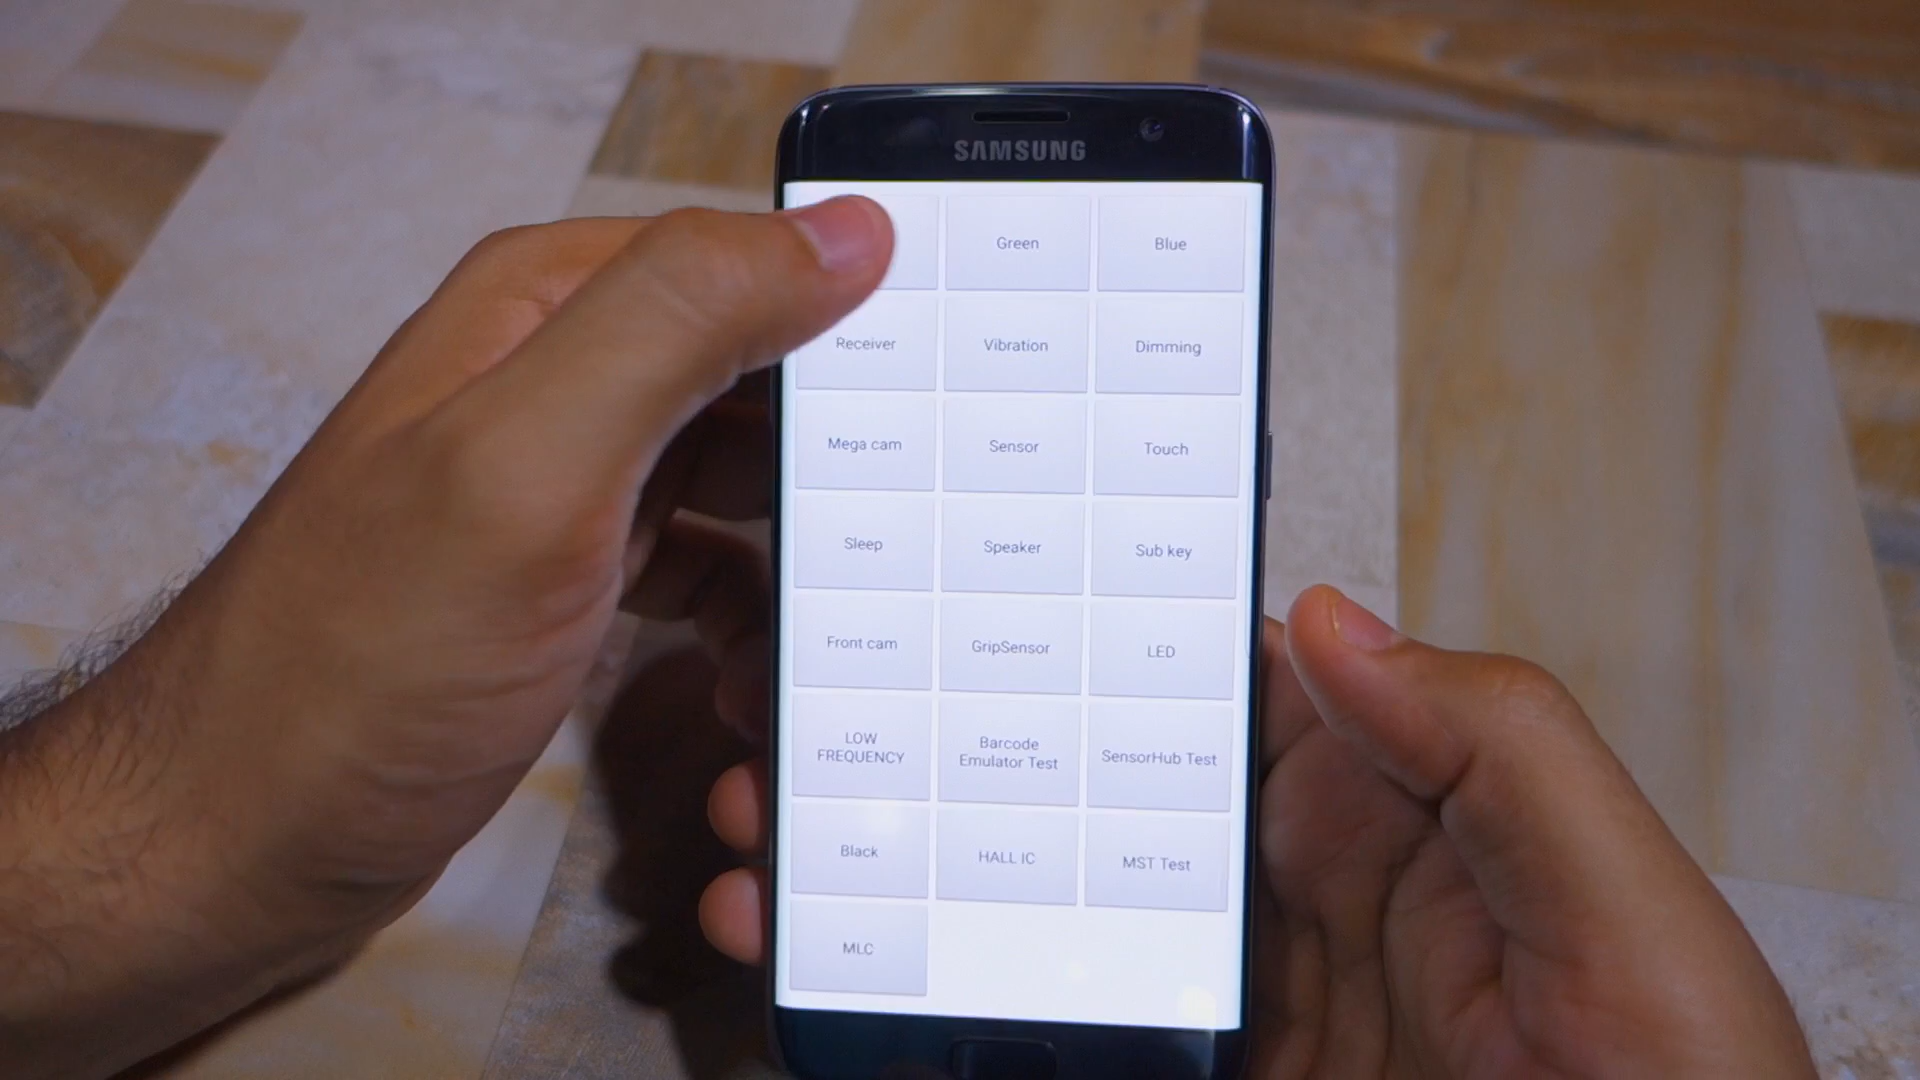 SAMSUNG
Green
Blue
Receiver
Vibration
Dimming
Mega cam
Sensor
Touch
Sleep
Speaker
Sub key
Front cam
GripSensor
LED
LOW
FREQUENCY
Barcode
Emulator Test
SensorHub Test
Black
HALL IC
MST Test
MLC